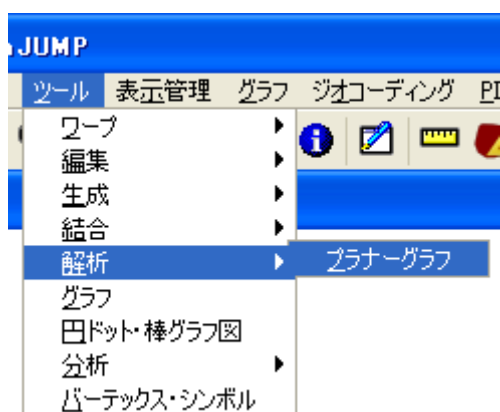 JUMP
ツール 表示管理 グラフ ジオコーディング
ワープ
編集
生成
結合
解析
プラナーグラフ
グラフ
円ドット・棒グラフ図
分析
バーテックス・シンボル